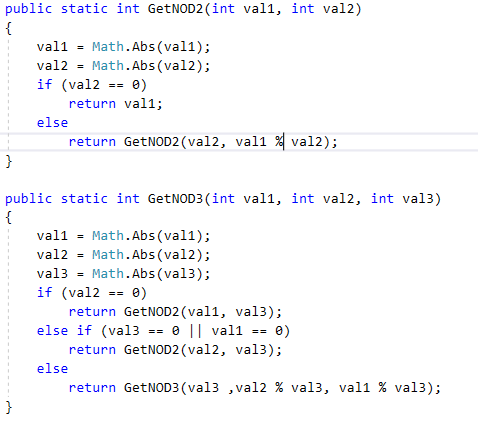 public static int GetNOD2(int val1, int val2)
{
    val1 = Math.Abs(val1);
    val2 = Math.Abs(val2);
    if (val2 == 0)
        return val1;
    else
        return GetNOD2(val2, val1 % val2);
}
public static int GetNOD3(int val1, int val2, int val3)
{
    val1 = Math.Abs(val1);
    val2 = Math.Abs(val2);
    val3 = Math.Abs(val3);
    if (val2 == 0)
        return GetNOD2(val1, val3);
    else if (val3 == 0 || val1 == 0)
        return GetNOD2(val2, val3);
    else
        return GetNOD3(val3 ,val2 % val3, val1 % val3);
}